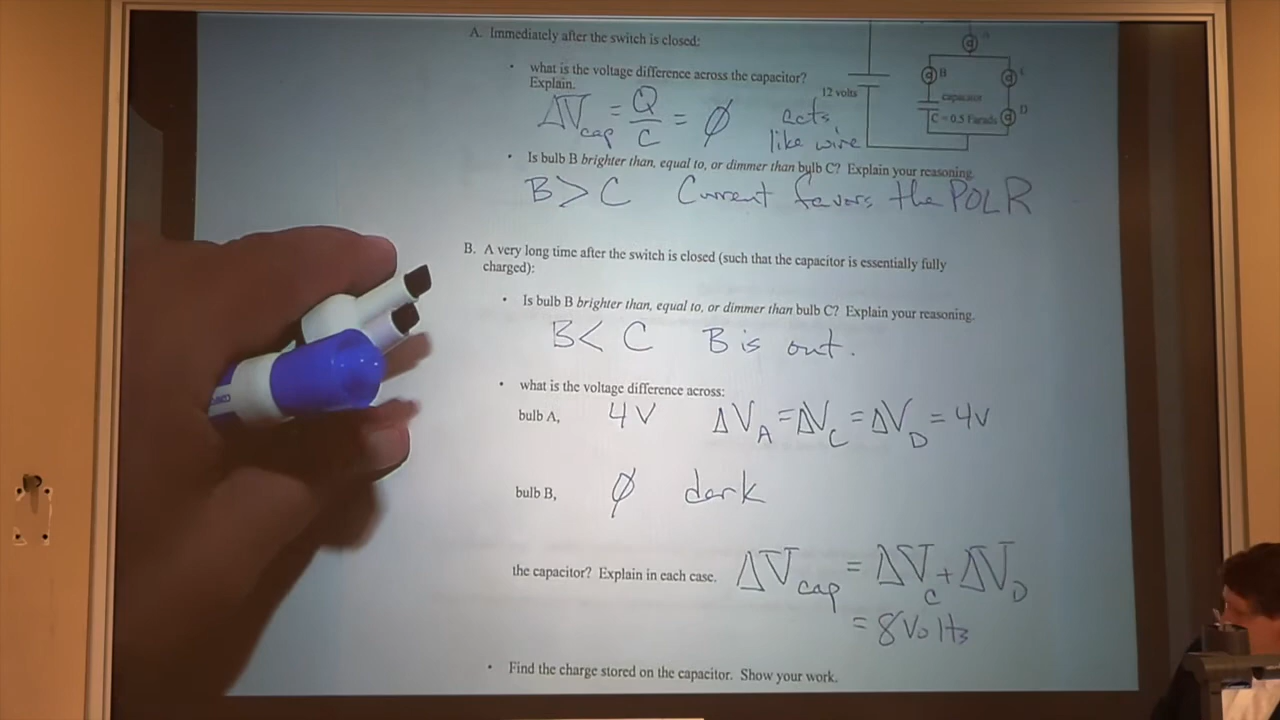 A. Immediately after the switch is closed:
• what is the voltage difference across the capacitor?
Explain.
12 volts
B
C
capacitor
C = 0.5 Farads
D
ΔV cap = Q/C = ∅ acts
like wire
• Is bulb B brighter than, equal to, or dimmer than bulb C? Explain your reasoning.
B > C Current favors the POLR
B. A very long time after the switch is closed (such that the capacitor is essentially fully
charged):
• Is bulb B brighter than, equal to, or dimmer than bulb C? Explain your reasoning.
B < C B is out.
• what is the voltage difference across:
bulb A, 4V ΔV_A = ΔV_C = ΔV_D = 4V
bulb B, ∅ dark
the capacitor? Explain in each case. ΔV cap = ΔV_C + ΔV_D
= 8 Volts
• Find the charge stored on the capacitor. Show your work.